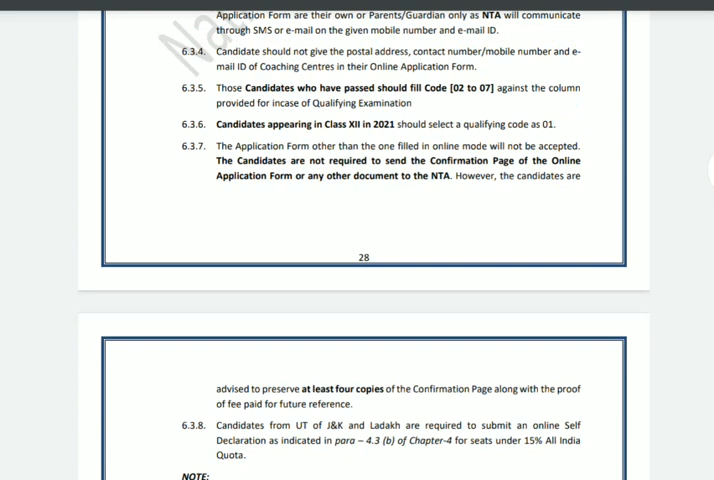 Application Form are their own or Parents/Guardian only as NTA will communicate
through SMS or e-mail on the given mobile number and e-mail ID.
6.3.4. Candidate should not give the postal address, contact number/mobile number and e-
mail ID of Coaching Centres in their Online Application Form.
6.3.5. Those Candidates who have passed should fill Code [02 to 07] against the column
provided for incase of Qualifying Examination
6.3.6. Candidates appearing in Class XII in 2021 should select a qualifying code as 01.
6.3.7. The Application Form other than the one filled in online mode will not be accepted.
The Candidates are not required to send the Confirmation Page of the Online
Application Form or any other document to the NTA. However, the candidates are
28
advised to preserve at least four copies of the Confirmation Page along with the proof
of fee paid for future reference.
6.3.8. Candidates from UT of J&K and Ladakh are required to submit an online Self
Declaration as indicated in para – 4.3 (b) of Chapter-4 for seats under 15% All India
Quota.
NOTE: